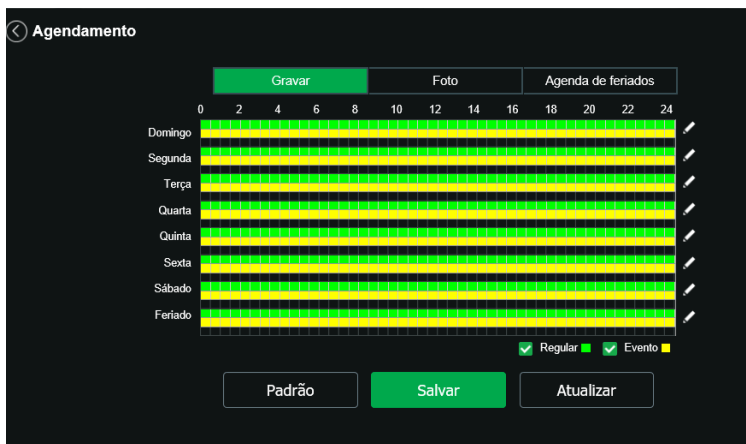 Agendamento
Gravar Foto Agenda de feriados
0 2 4 6 8 10 12 14 16 18 20 22 24
Domingo
Segunda
Terça
Quarta
Quinta
Sexta
Sábado
Feriado
Regular Evento
Padrão Salvar Atualizar